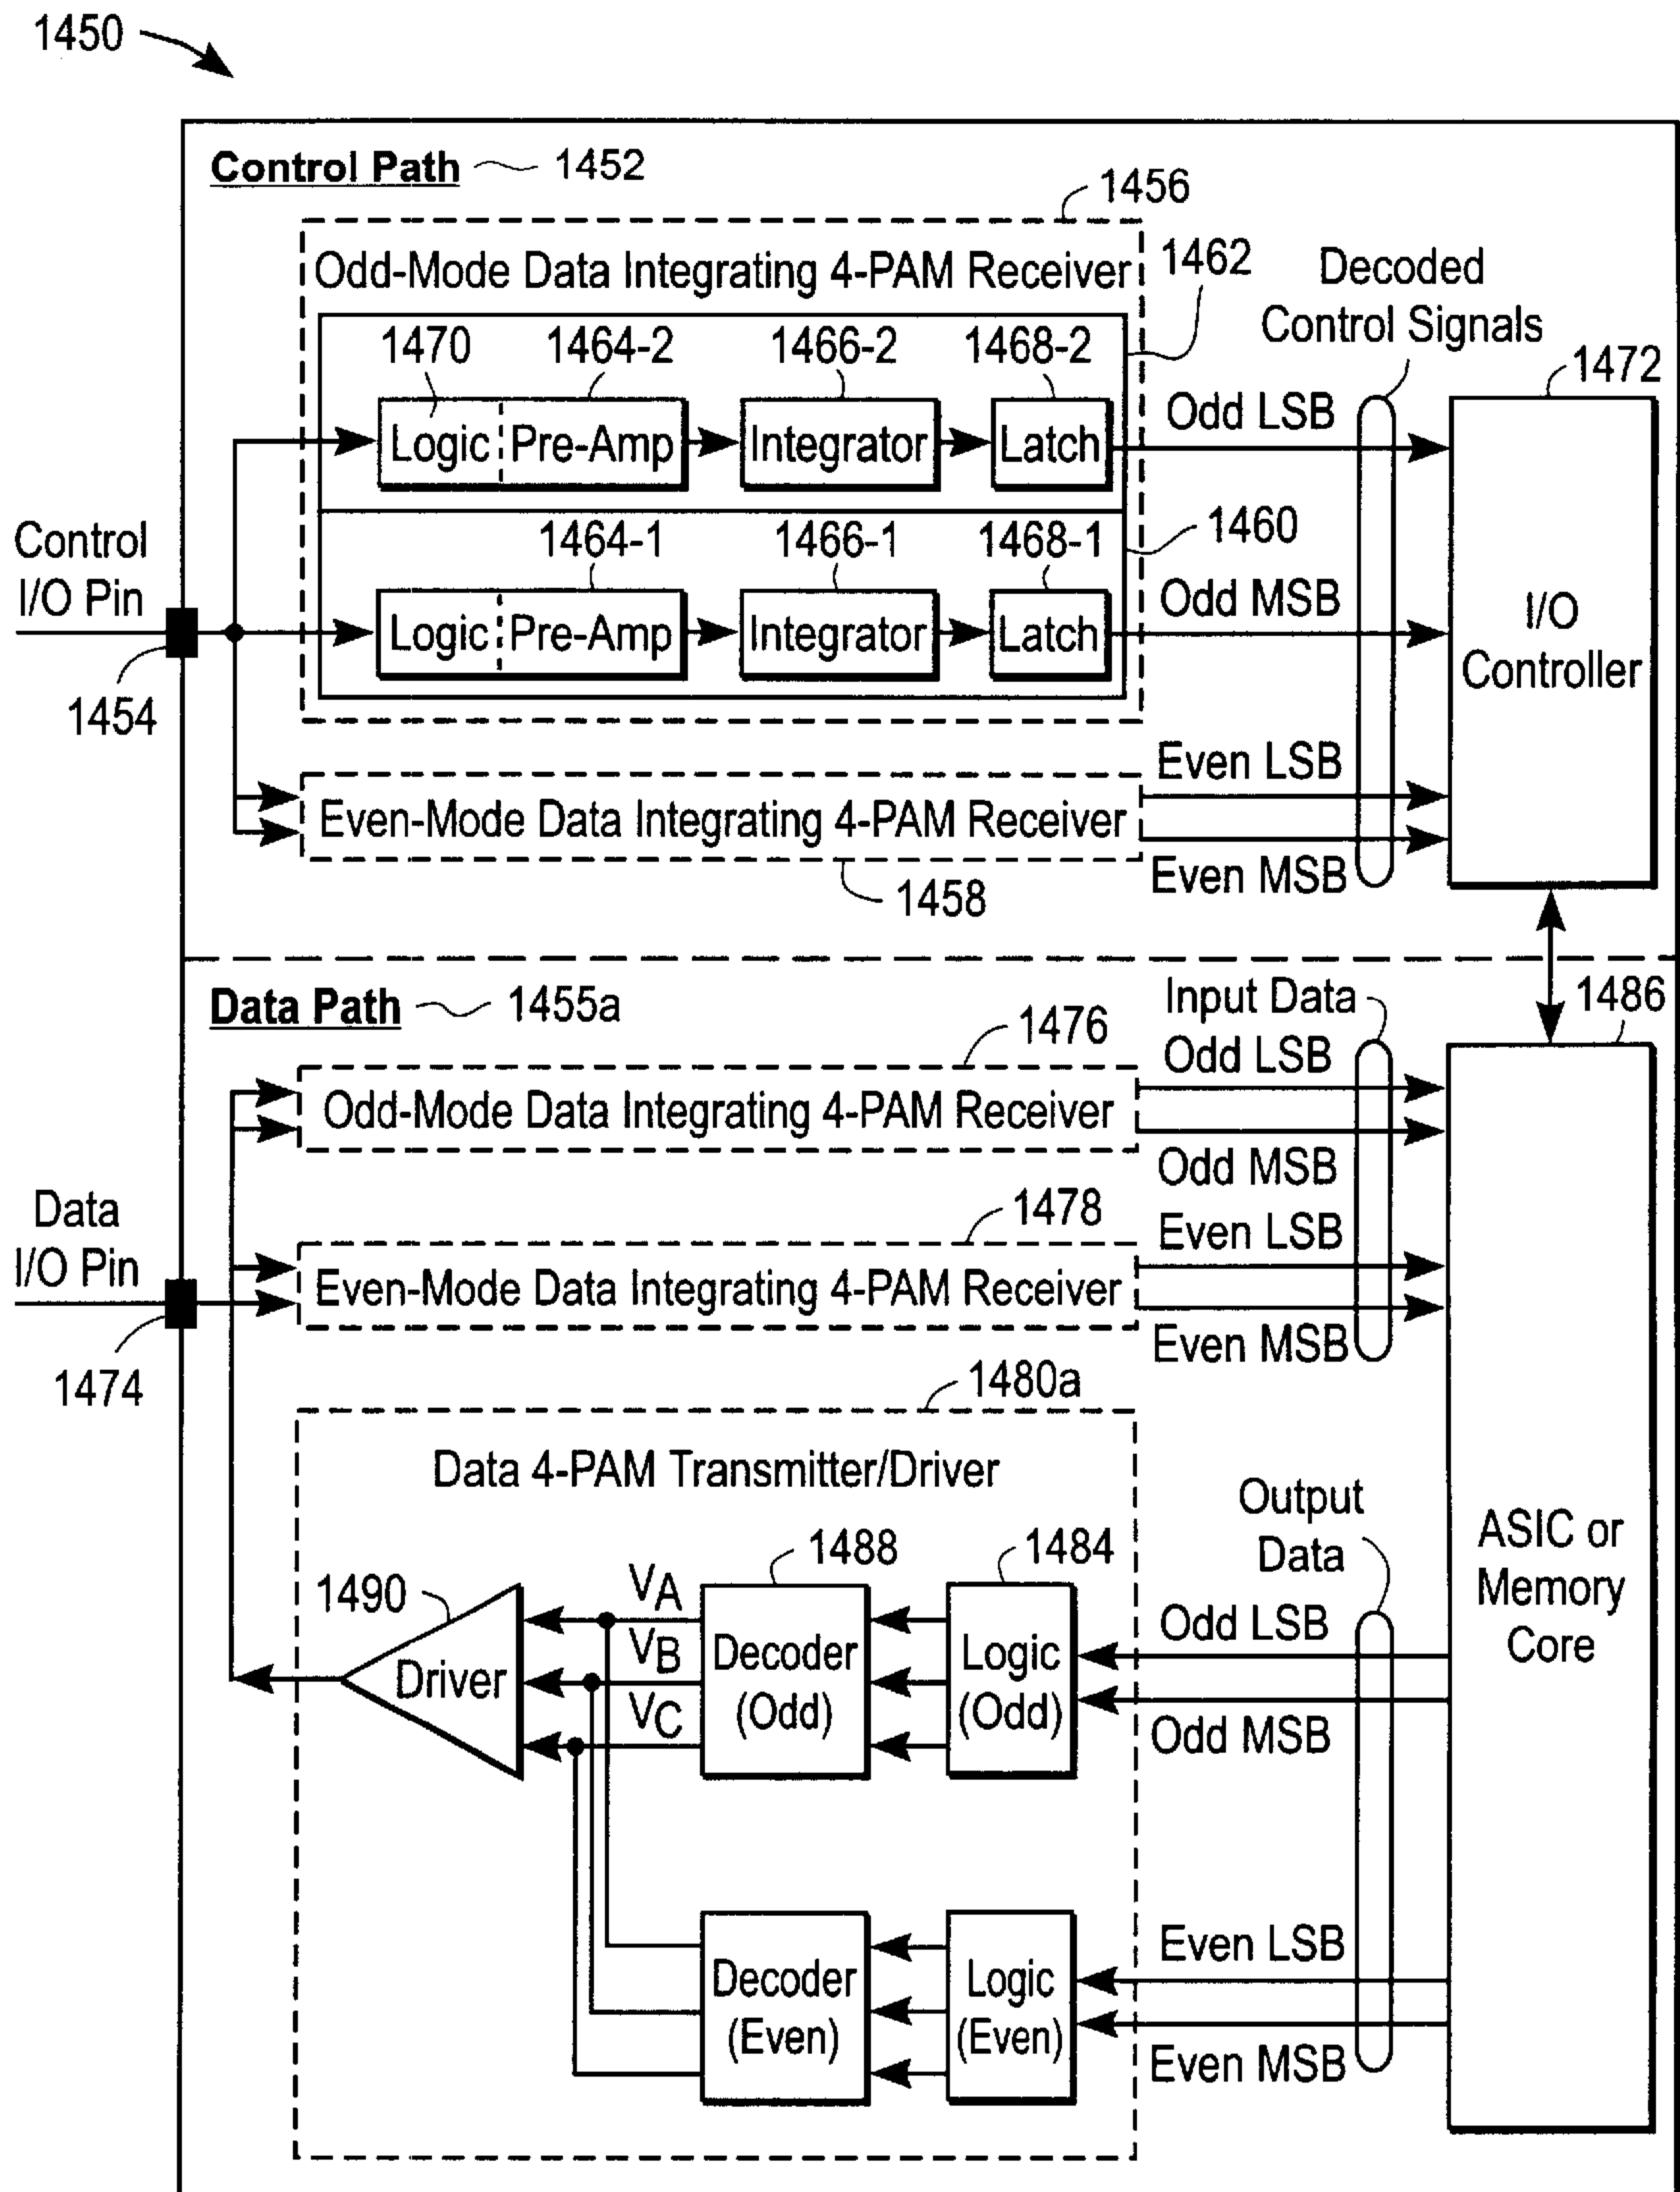 1450
Control Path 1452
1456
Odd-Mode Data Integrating 4-PAM Receiver
1462
Decoded
Control Signals
1470
1464-2
1466-2
1468-2
1472
Logic Pre-Amp
Integrator
Latch
Odd LSB
1464-1
1466-1
1468-1
1460
Control
I/O Pin
Logic Pre-Amp
Integrator
Latch
Odd MSB
I/O
Controller
1454
Even LSB
Even-Mode Data Integrating 4-PAM Receiver
Even MSB
1458
Data Path 1455a
Input Data
1486
1476
Odd LSB
Odd-Mode Data Integrating 4-PAM Receiver
Odd MSB
Data
I/O Pin
1478
Even LSB
Even-Mode Data Integrating 4-PAM Receiver
Even MSB
1474
1480a
Data 4-PAM Transmitter/Driver
Output
Data
ASIC or
Memory
Core
1490
VA
VB
VC
1488
1484
Driver
Decoder
(Odd)
Logic
(Odd)
Odd LSB
Odd MSB
Decoder
(Even)
Logic
(Even)
Even LSB
Even MSB